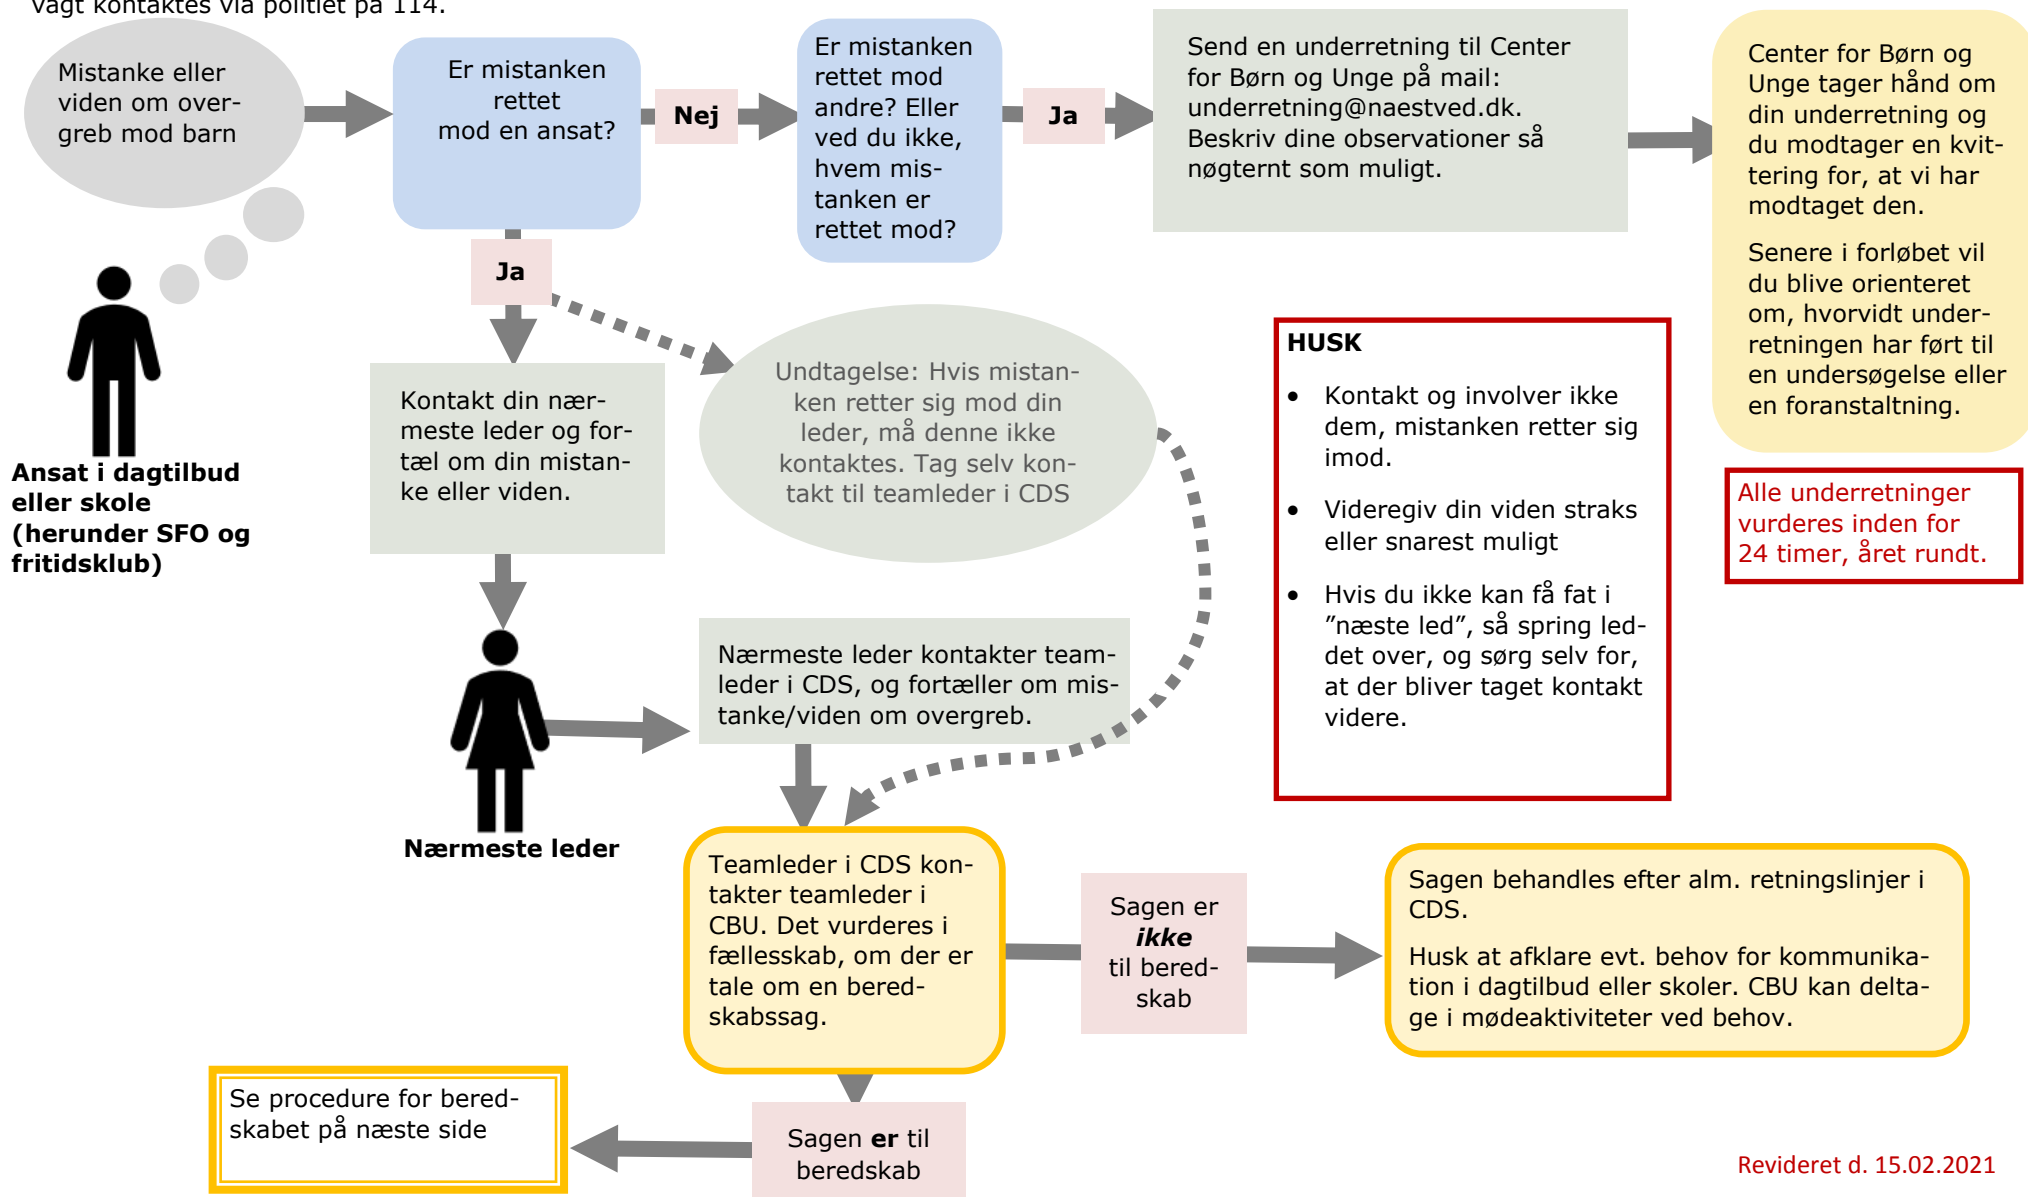 vagt kontaktes via politiet på 114.
Mistanke eller
viden om over-
greb mod barn
Er mistanken
rettet
mod en ansat?
Nej
Er mistanken
rettet mod
andre? Eller
ved du ikke,
hvem mis-
tanken er
rettet mod?
Ja
Send en underretning til Center
for Børn og Unge på mail:
underretning@naestved.dk.
Beskriv dine observationer så
nøgternt som muligt.
Center for Børn og
Unge tager hånd om
din underretning og
du modtager en kvit-
tering for, at vi har
modtaget den.
Senere i forløbet vil
du blive orienteret
om, hvorvidt under-
retningen har ført til
en undersøgelse eller
en foranstaltning.
Alle underretninger
vurderes inden for
24 timer, året rundt.
Ansat i dagtilbud
eller skole
(herunder SFO og
fritidsklub)
Ja
Kontakt din nær-
meste leder og for-
tæl om din mistan-
ke eller viden.
Undtagelse: Hvis mistan-
ken retter sig mod din
leder, må denne ikke
kontaktes. Tag selv kon-
takt til teamleder i CDS
HUSK
• Kontakt og involver ikke
dem, mistanken retter sig
imod.
• Videregiv din viden straks
eller snarest muligt
• Hvis du ikke kan få fat i
”næste led”, så spring led-
det over, og sørg selv for,
at der bliver taget kontakt
videre.
Nærmeste leder
Nærmeste leder kontakter team-
leder i CDS, og fortæller om mis-
tanke/viden om overgreb.
Teamleder i CDS kon-
takter teamleder i
CBU. Det vurderes i
fællesskab, om der er
tale om en bered-
skabssag.
Sagen er
ikke
til bered-
skab
Sagen behandles efter alm. retningslinjer i
CDS.
Husk at afklare evt. behov for kommunika-
tion i dagtilbud eller skoler. CBU kan delta-
ge i mødeaktiviteter ved behov.
Sagen er til
beredskab
Se procedure for bered-
skabet på næste side
Revideret d. 15.02.2021